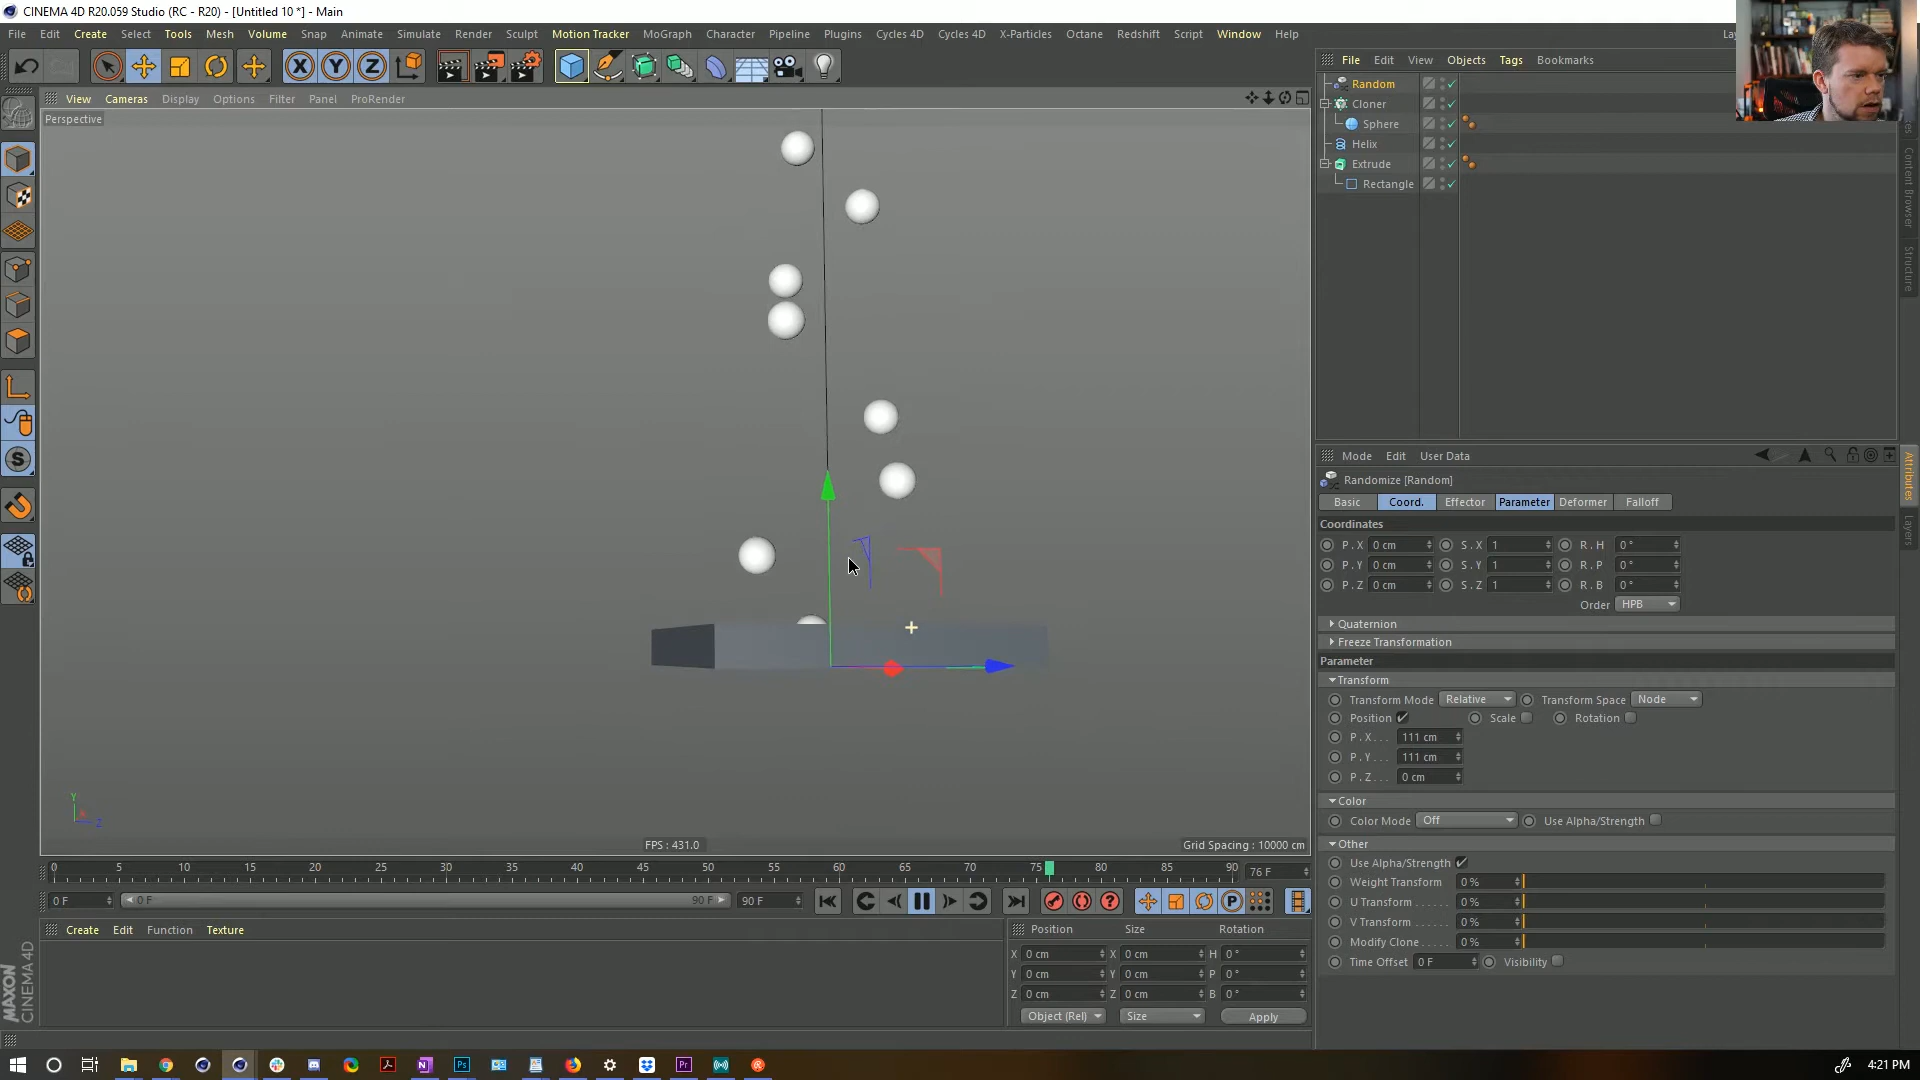 CINEMA 4D R20.059 Studio (RC - R20) - [Untitled 10 *] - Main
File Edit Create Select Tools Mesh Volume Snap Animate Simulate Render Sculpt Motion Tracker MoGraph Character Pipeline Plugins Cycles 4D Cycles 4D X-Particles Octane Redshift Script Window Help
File Edit View Objects Tags Bookmarks
X Y Z
View Cameras Display Options Filter Panel ProRender
Perspective
Random
Cloner
Sphere
Helix
Extrude
Rectangle
Content Browser
Structure
Mode Edit User Data
Randomize [Random]
Basic Coord. Effector Parameter Deformer Falloff
Attributes
Layers
Coordinates
P . X 0 cm S . X 1 R . H 0 °
P . Y 0 cm S . Y 1 R . P 0 °
P . Z 0 cm S . Z 1 R . B 0 °
Order HPB
Quaternion
Freeze Transformation
Parameter
Transform
Transform Mode Relative Transform Space Node
Position Scale Rotation
P . X . . . 111 cm
P . Y . . . 111 cm
P . Z . . . 0 cm
Color
Color Mode Off Use Alpha/Strength
Other
Use Alpha/Strength
Weight Transform 0 %
U Transform . . . . . . 0 %
V Transform . . . . . . 0 %
Modify Clone . . . . . 0 %
Time Offset 0 F Visibility
S
Y
Z
FPS : 431.0
Grid Spacing : 10000 cm
0 5 10 15 20 25 30 35 40 45 50 55 60 65 70 75 80 85 90 76 F
0 F 0 F 90 F 90 F
P
Create Edit Function Texture
Position Size Rotation
X 0 cm X 0 cm H 0 °
Y 0 cm Y 0 cm P 0 °
Z 0 cm Z 0 cm B 0 °
Object (Rel) Size Apply
MAXON
CINEMA 4D
N Ps Pr
4:21 PM